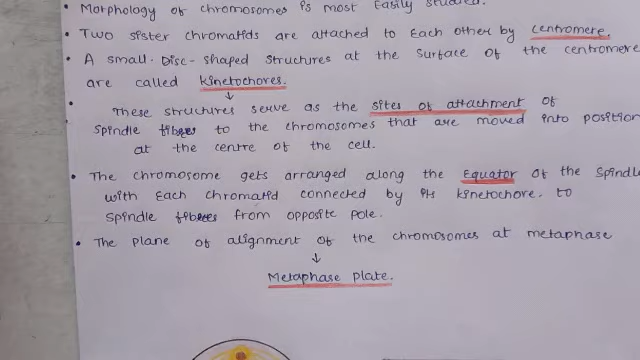 • Morphology of chromosomes is most Easily studied.
• Two sister chromatids are attached to Each other by centromere.
• A small Disc-shaped structures at the surface of the centromere
are called kinetochores.
↓
• These structures serve as the sites of attachment of
spindle fibres to the chromosomes that are moved into position
at the centre of the cell.
• The chromosome gets arranged along the Equator of the spindle
with Each chromatid connected by its kinetochore. to
spindle fibres from opposite pole.
• The plane of alignment of the chromosomes at metaphase
↓
Metaphase plate.